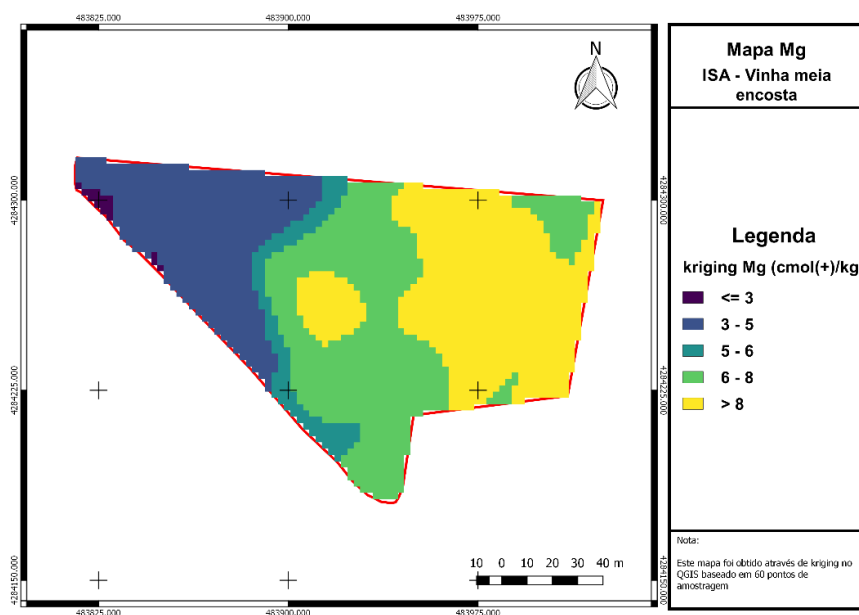 483825.000 483900.000 483975.000
N
4284300.000 4284300.000
4284225.000 4284225.000
4284150.000 4284150.000
10 0 10 20 30 40 m
483825.000 483900.000 483975.000
Mapa Mg
ISA - Vinha meia
encosta
Legenda
kriging Mg (cmol(+)/kg
<= 3
3 - 5
5 - 6
6 - 8
> 8
Nota:
Este mapa foi obtido através de kriging no
QGIS baseado em 60 pontos de
amostragem